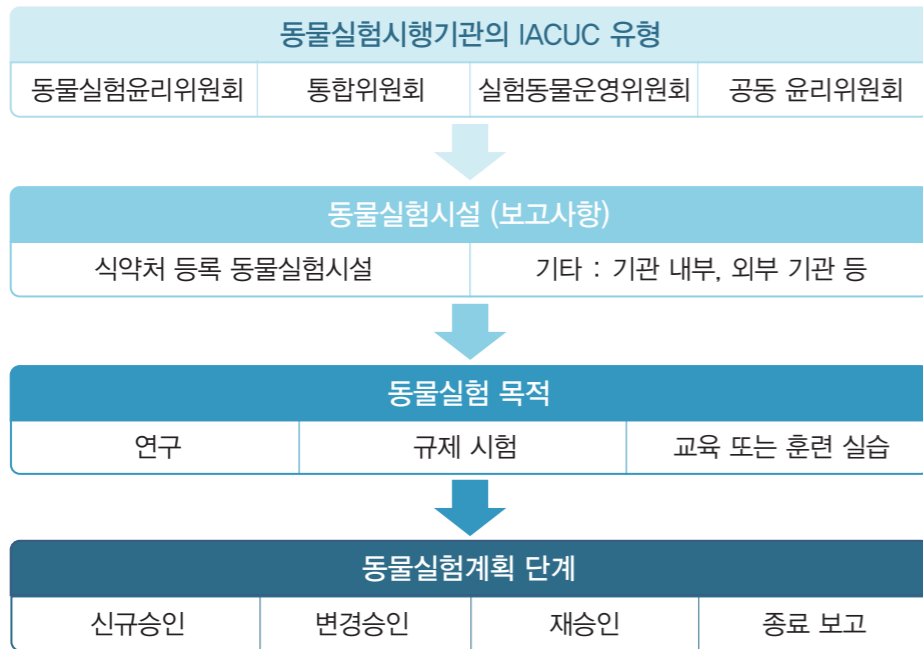 동물실험시행기관의 IACUC 유형
동물실험윤리위원회 통합위원회 실험동물운영위원회 공동 윤리위원회
동물실험시설 (보고사항)
식약처 등록 동물실험시설 기타 : 기관 내부, 외부 기관 등
동물실험 목적
연구 규제 시험 교육 또는 훈련 실습
동물실험계획 단계
신규승인 변경승인 재승인 종료 보고